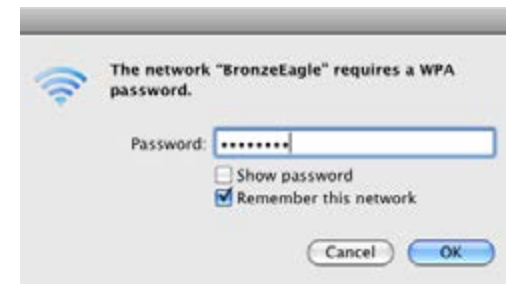 The network "BronzeEagle" requires a WPA
password.
Password: ••••••••
Show password
Remember this network
Cancel OK